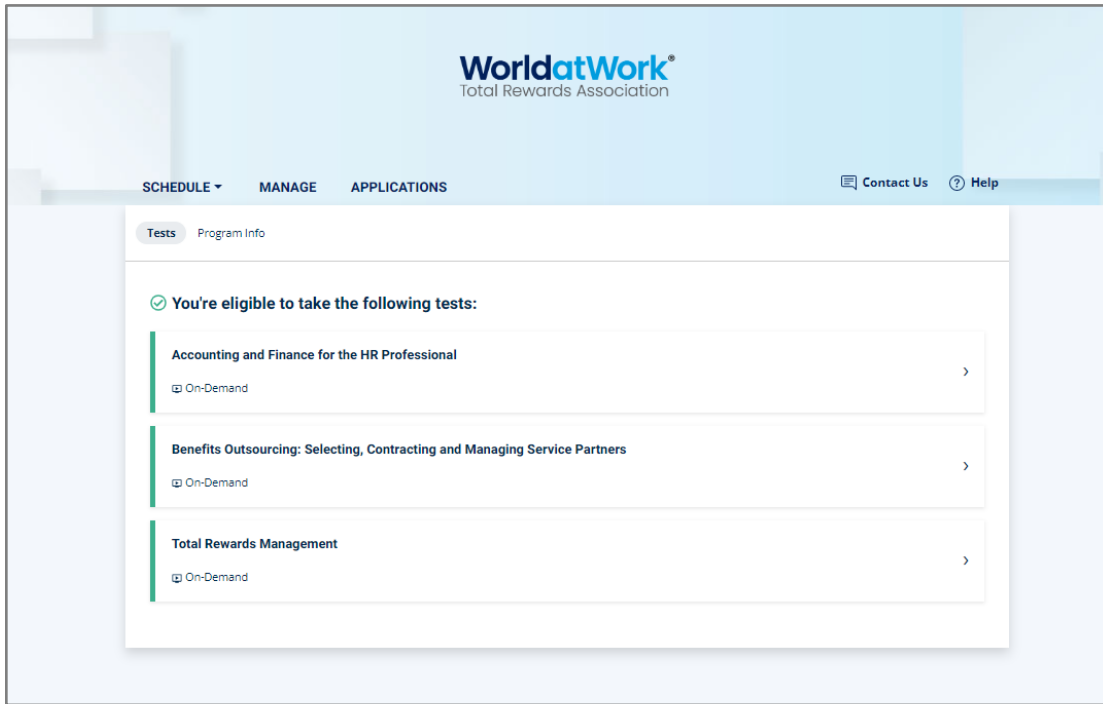 WorldatWork®
Total Rewards Association
SCHEDULE MANAGE APPLICATIONS Contact Us ? Help
Tests Program Info
You're eligible to take the following tests:
Accounting and Finance for the HR Professional
On-Demand
Benefits Outsourcing: Selecting, Contracting and Managing Service Partners
On-Demand
Total Rewards Management
On-Demand